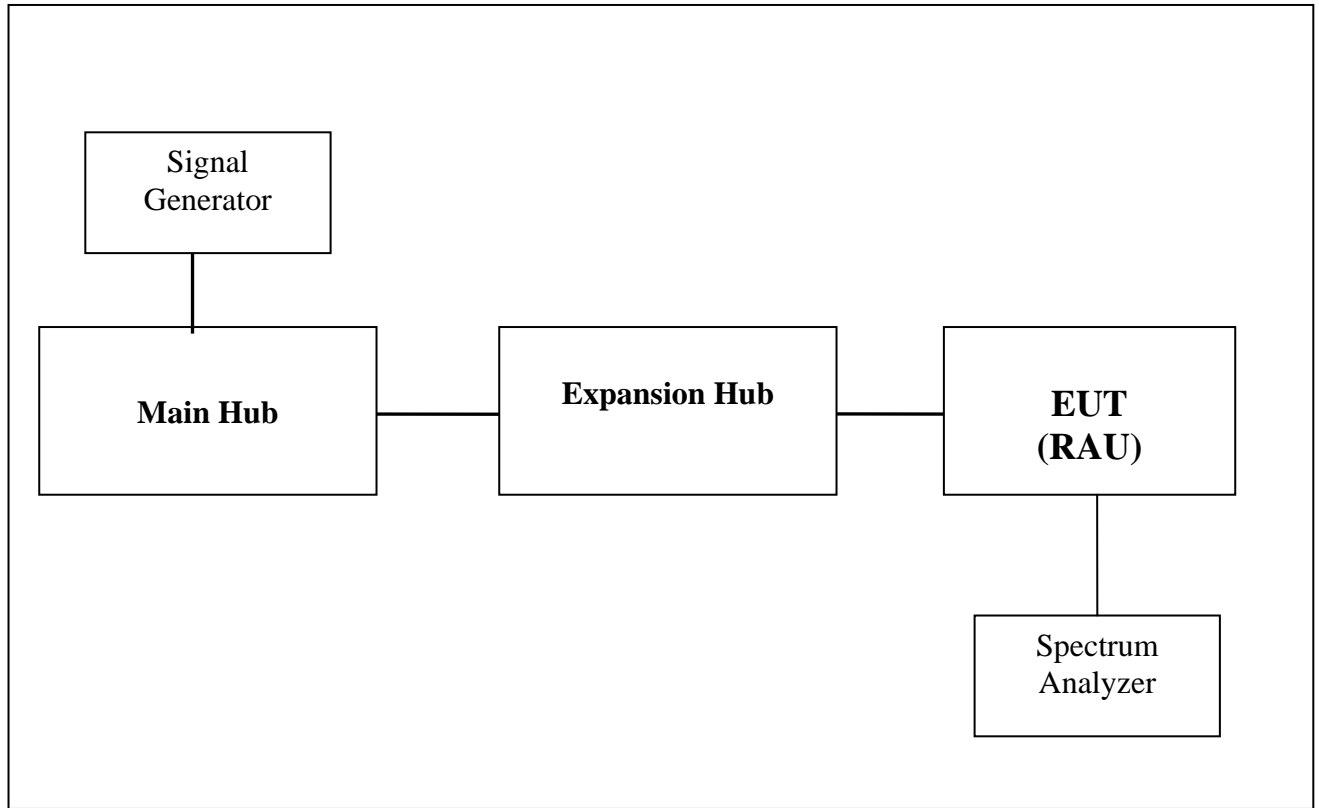 Signal
Generator
Main Hub
Expansion Hub
EUT
(RAU)
Spectrum
Analyzer